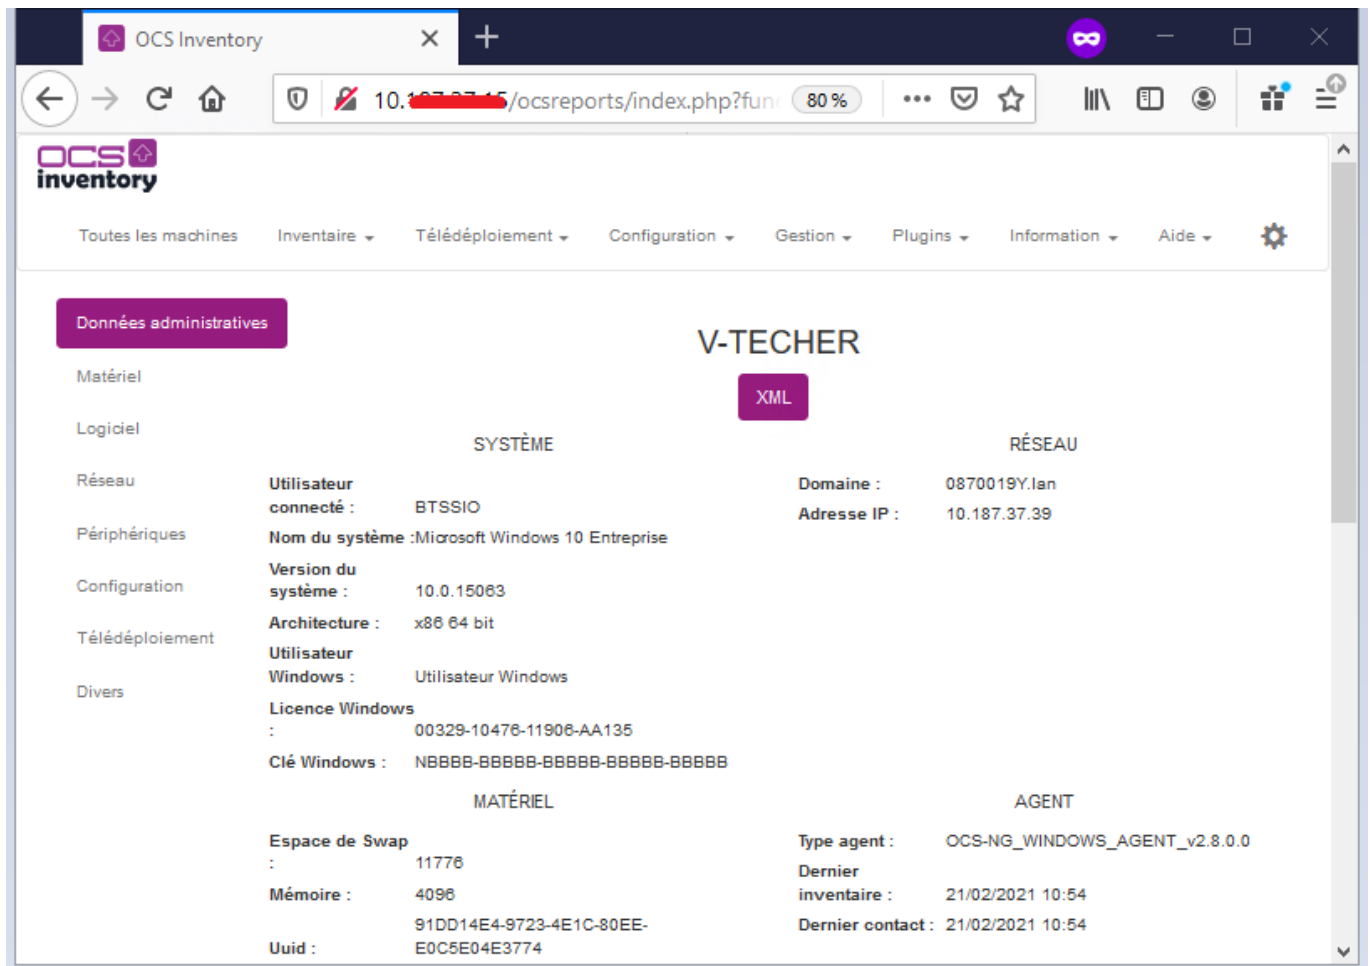 OCS Inventory
10. /ocsreports/index.php?fun 80 %
OCS
inventory
Toutes les machines Inventaire Télédéploiement Configuration Gestion Plugins Information Aide
Données administratives
Matériel
Logiciel
Réseau
Périphériques
Configuration
Télédéploiement
Divers
V-TECHER
XML
SYSTÈME
Utilisateur
connecté : BTSSIO
Nom du système :Microsoft Windows 10 Entreprise
Version du
système : 10.0.15063
Architecture : x86 64 bit
Utilisateur
Windows : Utilisateur Windows
Licence Windows
: 00329-10476-11906-AA135
Clé Windows : NBBBB-BBBBB-BBBBB-BBBBB-BBBBB
RÉSEAU
Domaine : 0870019Y.lan
Adresse IP : 10.187.37.39
MATÉRIEL
Espace de Swap
: 11776
Mémoire : 4096
91DD14E4-9723-4E1C-80EE-
Uuid : E0C5E04E3774
AGENT
Type agent : OCS-NG_WINDOWS_AGENT_v2.8.0.0
Dernier
inventaire : 21/02/2021 10:54
Dernier contact : 21/02/2021 10:54